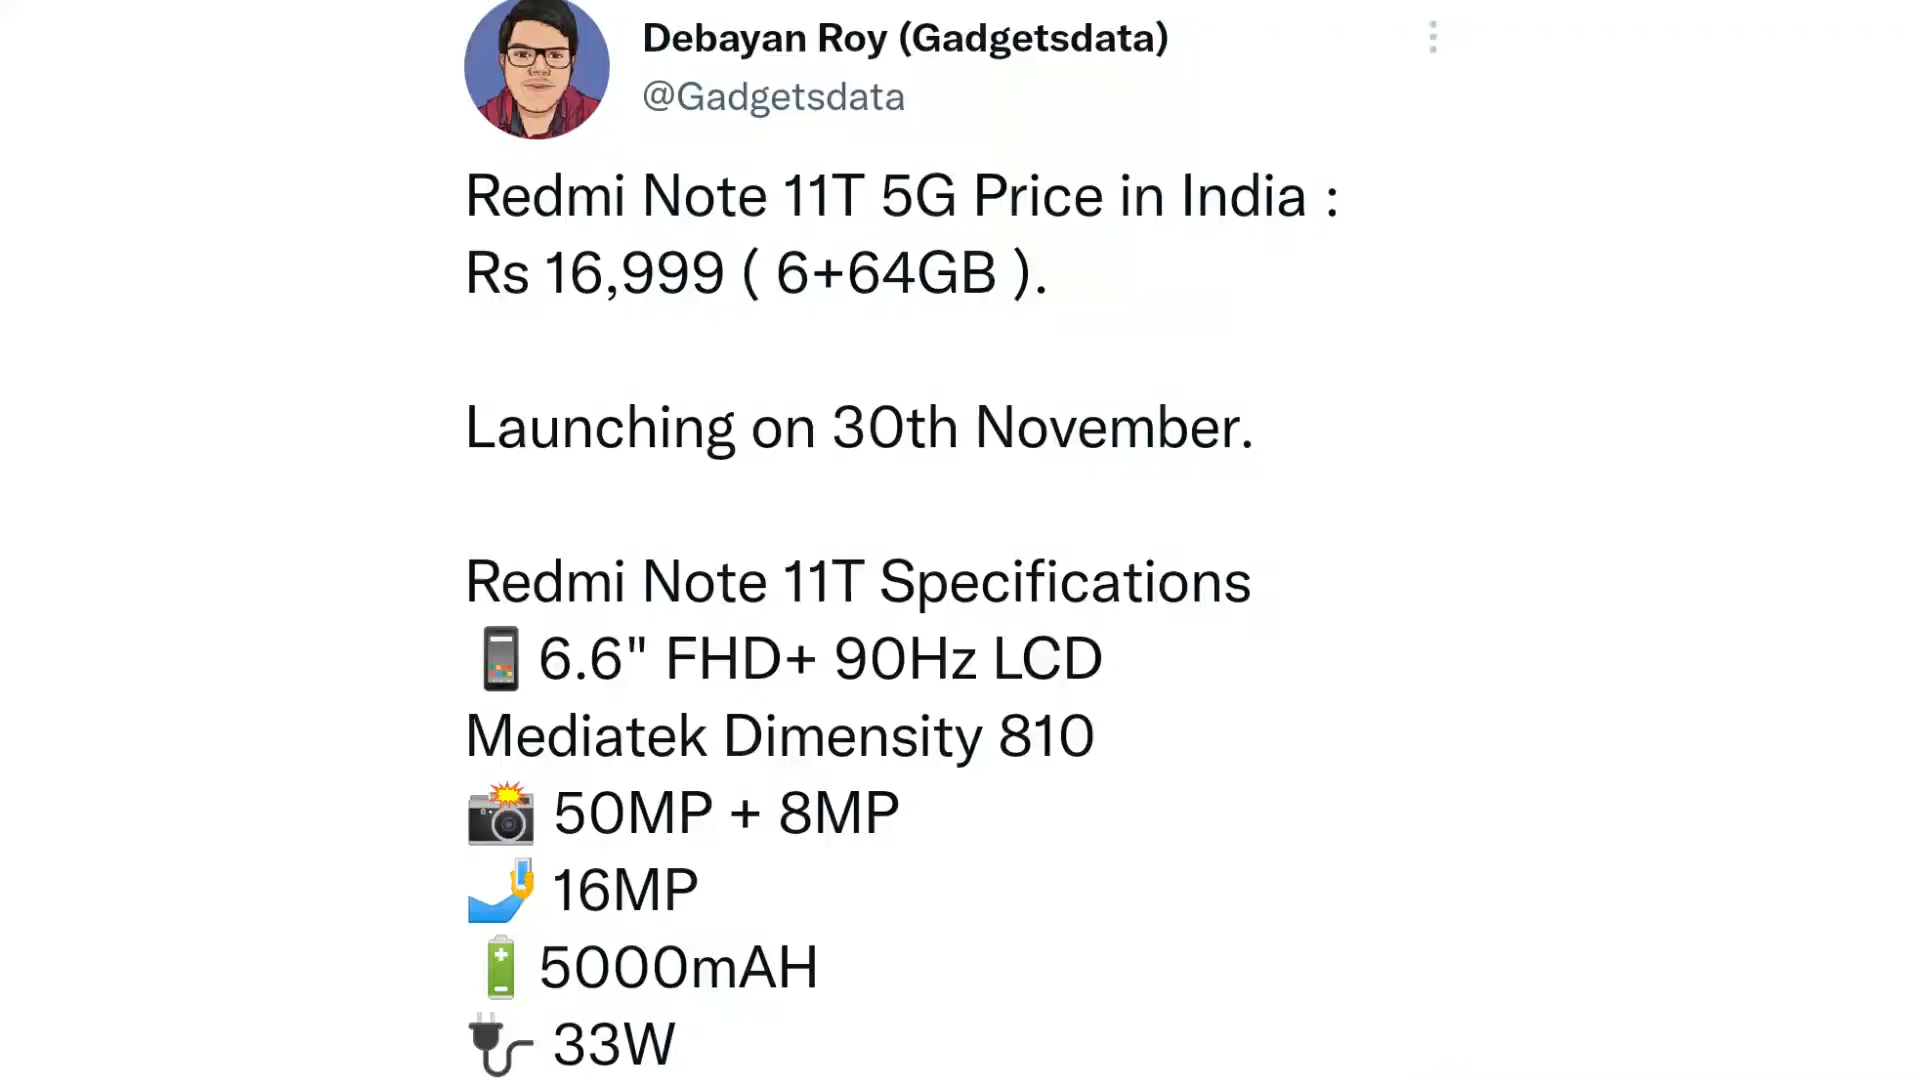 Debayan Roy (Gadgetsdata)
@Gadgetsdata
Redmi Note 11T 5G Price in India :
Rs 16,999 ( 6+64GB ).
Launching on 30th November.
Redmi Note 11T Specifications
6.6" FHD+ 90Hz LCD
Mediatek Dimensity 810
50MP + 8MP
16MP
5000mAH
33W